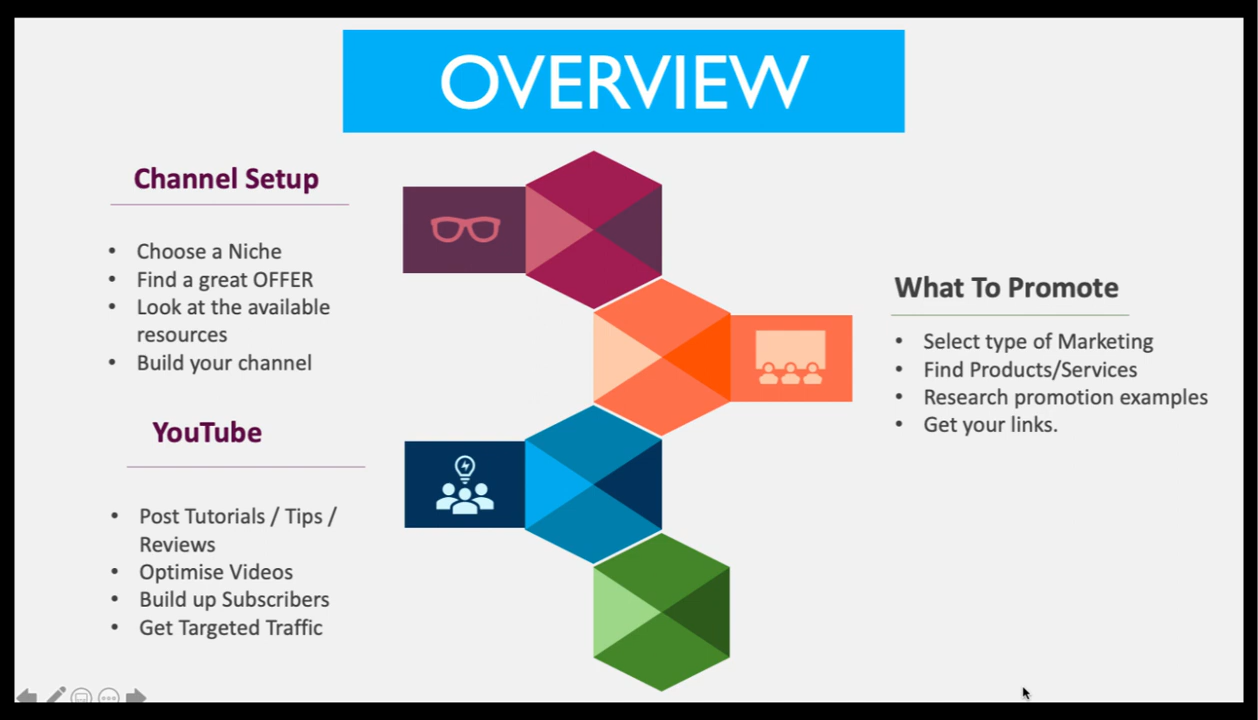 OVERVIEW
Channel Setup
• Choose a Niche
• Find a great OFFER
• Look at the available
resources
• Build your channel
What To Promote
• Select type of Marketing
• Find Products/Services
• Research promotion examples
• Get your links.
YouTube
• Post Tutorials / Tips /
Reviews
• Optimise Videos
• Build up Subscribers
• Get Targeted Traffic